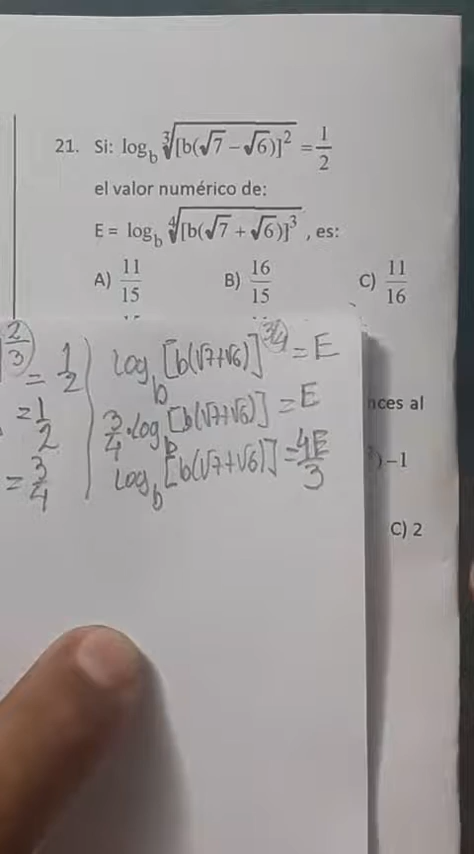 21. Si: log_b ∛([b(√7 − √6)]²) = 1/2
el valor numérico de:
E = log_b ∜([b(√7 + √6)]³) , es:
A) 11/15 B) 16/15 C) 11/16
2/3 = 1/2
= 1/2
= 3/4
log_b [b(√7+√6)]^(3/4) = E
3/4 · log_b [b(√7+√6)] = E
log_b [b(√7+√6)] = 4E/3
nces al
) −1
C) 2